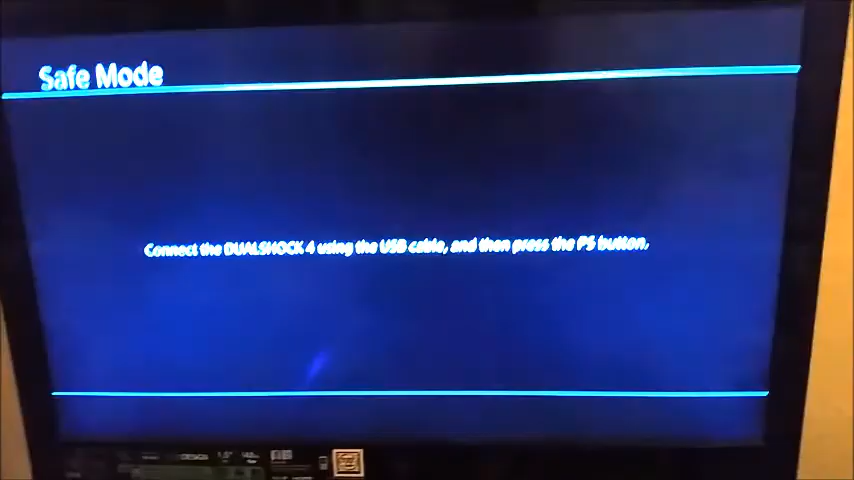 Safe Mode
Connect the DUALSHOCK 4 using the USB cable, and then press the PS button.